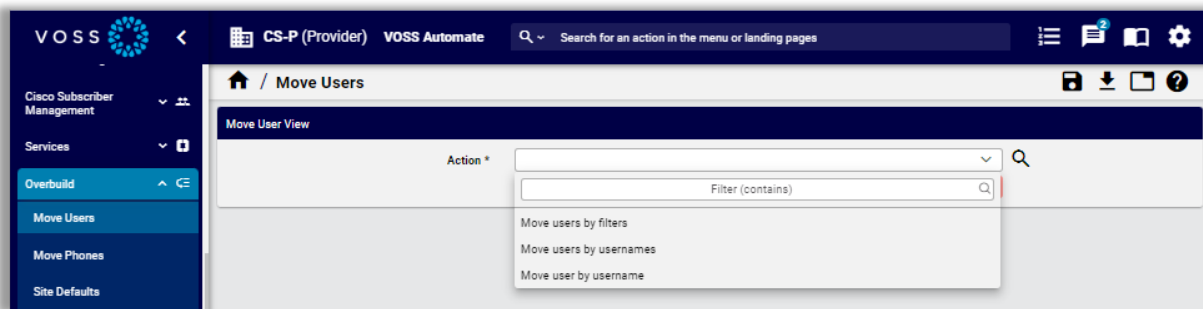 VOSS
CS-P (Provider) VOSS Automate
Search for an action in the menu or landing pages
2
Cisco Subscriber
Management
Services
Overbuild
Move Users
Move Phones
Site Defaults
/ Move Users
Move User View
Action *
Filter (contains)
Move users by filters
Move users by usernames
Move user by username